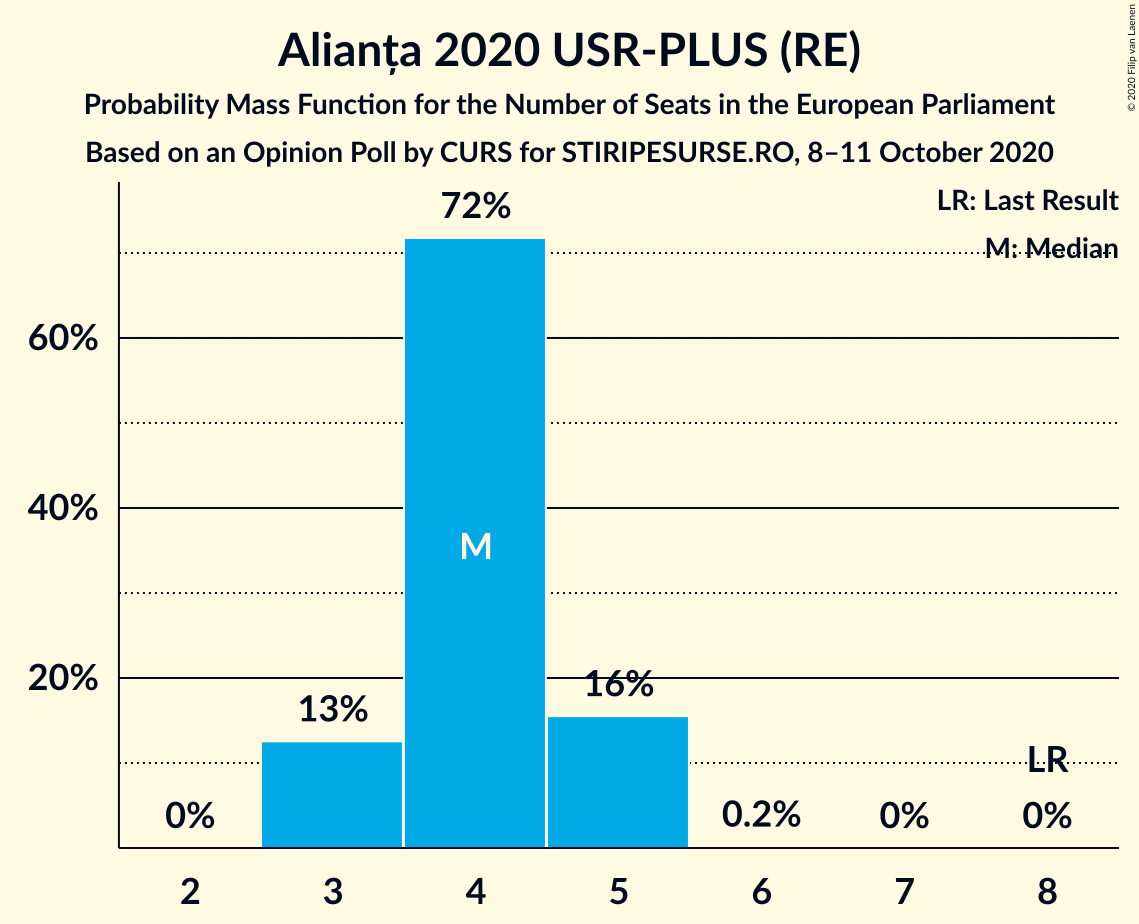 Alianța 2020 USR-PLUS (RE)
Probability Mass Function for the Number of Seats in the European Parliament
Based on an Opinion Poll by CURS for STIRIPESURSE.RO, 8–11 October 2020
© 2020 Filip van Laenen
LR: Last Result
M: Median
72%
60%
40%
M
20%
16%
13%
LR
0%
0.2%
0%
0%
2 3 4 5 6 7 8